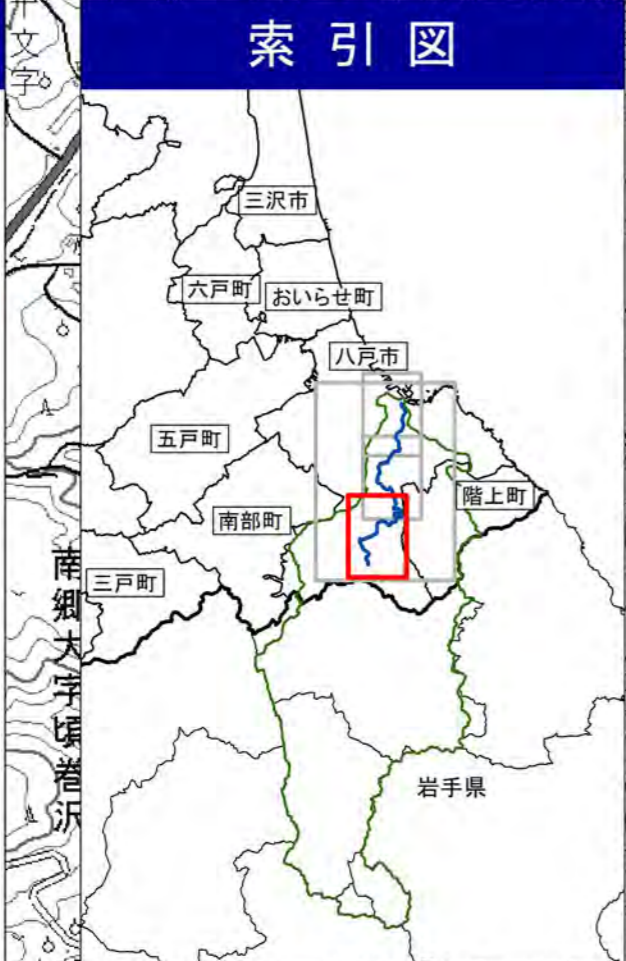 索引図
三沢市
六戸町
おいらせ町
八戸市
五戸町
階上町
南部町
三戸町
岩手県
文字
南郷大字頃巻沢